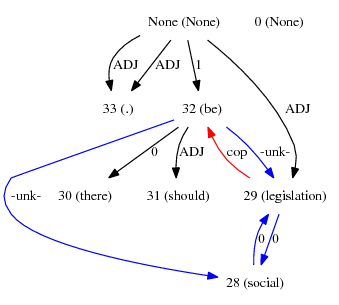 None (None) 0 (None)
ADJ ADJ 1 ADJ
33 (.) 32 (be)
0 ADJ cop -unk-
-unk- 30 (there) 31 (should) 29 (legislation)
0 0
28 (social)